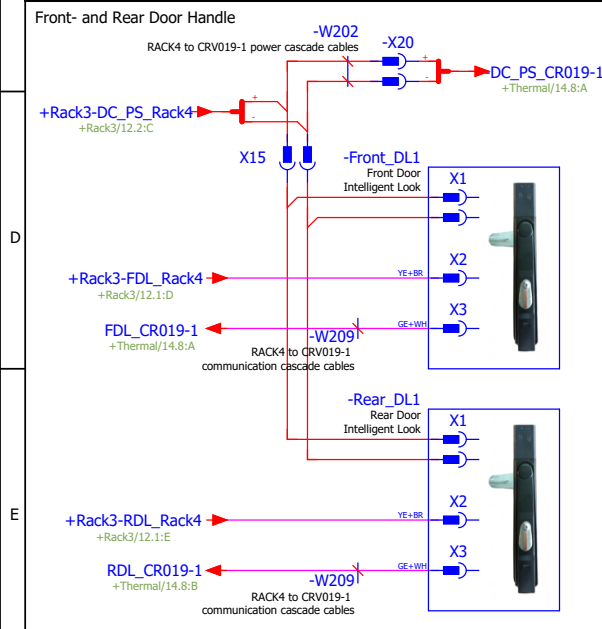 Front- and Rear Door Handle
-W202
RACK4 to CRV019-1 power cascade cables
-X20
+
-
DC_PS_CR019-1
+Thermal/14.8:A
+Rack3-DC_PS_Rack4
+Rack3/12.2:C
+
-
X15
-Front_DL1
Front Door
Intelligent Look
X1
D
+Rack3-FDL_Rack4
+Rack3/12.1:D
YE+BR
X2
FDL_CR019-1
+Thermal/14.8:A
-W209
RACK4 to CRV019-1
communication cascade cables
GE+WH
X3
-Rear_DL1
Rear Door
Intelligent Look
X1
E
+Rack3-RDL_Rack4
+Rack3/12.1:E
YE+BR
X2
RDL_CR019-1
+Thermal/14.8:B
-W209
RACK4 to CRV019-1
communication cascade cables
GE+WH
X3